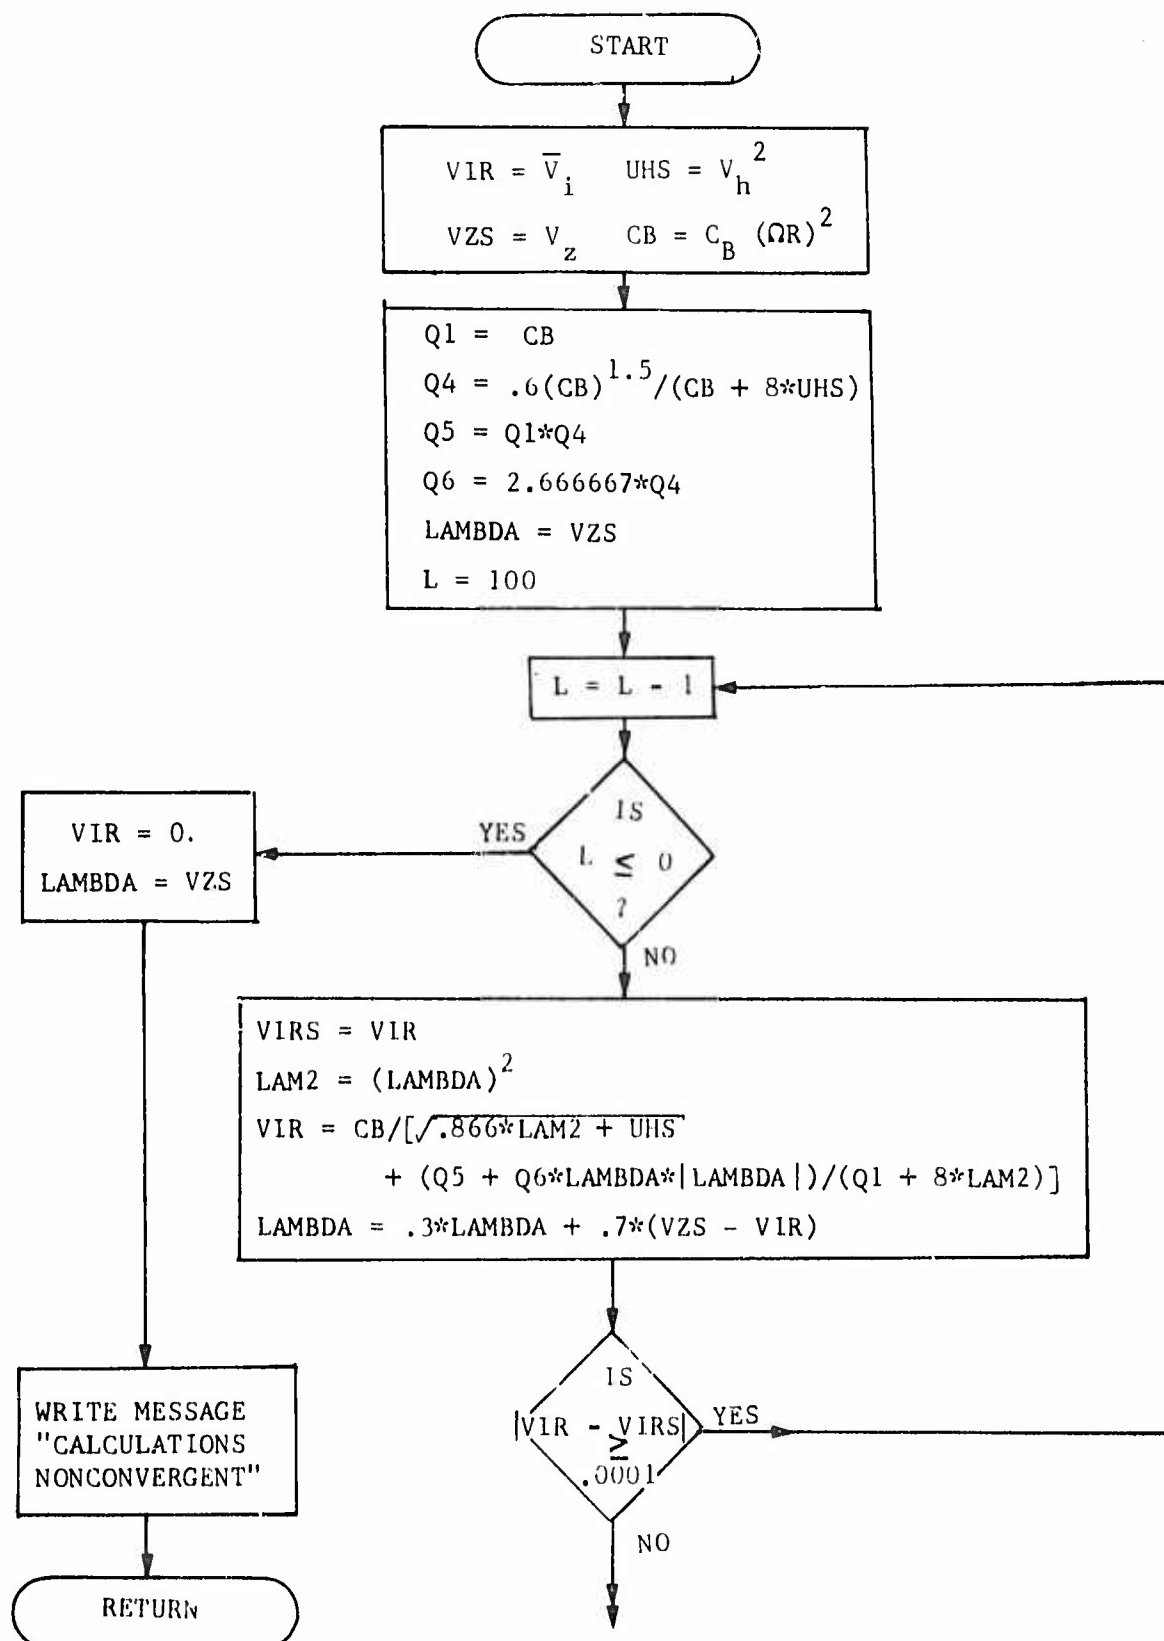 START
VIR = V̅i   UHS = Vh²
VZS = Vz   CB = CB (ΩR)²
Q1 = CB
Q4 = .6(CB)^1.5/(CB + 8*UHS)
Q5 = Q1*Q4
Q6 = 2.666667*Q4
LAMBDA = VZS
L = 100
L = L - 1
IS
L ≤ 0
?
YES
NO
VIR = 0.
LAMBDA = VZS
VIRS = VIR
LAM2 = (LAMBDA)²
VIR = CB/[√.866*LAM2 + UHS
+ (Q5 + Q6*LAMBDA*|LAMBDA|)/(Q1 + 8*LAM2)]
LAMBDA = .3*LAMBDA + .7*(VZS - VIR)
IS
|VIR - VIRS|
≥
.0001
YES
NO
WRITE MESSAGE
"CALCULATIONS
NONCONVERGENT"
RETURN